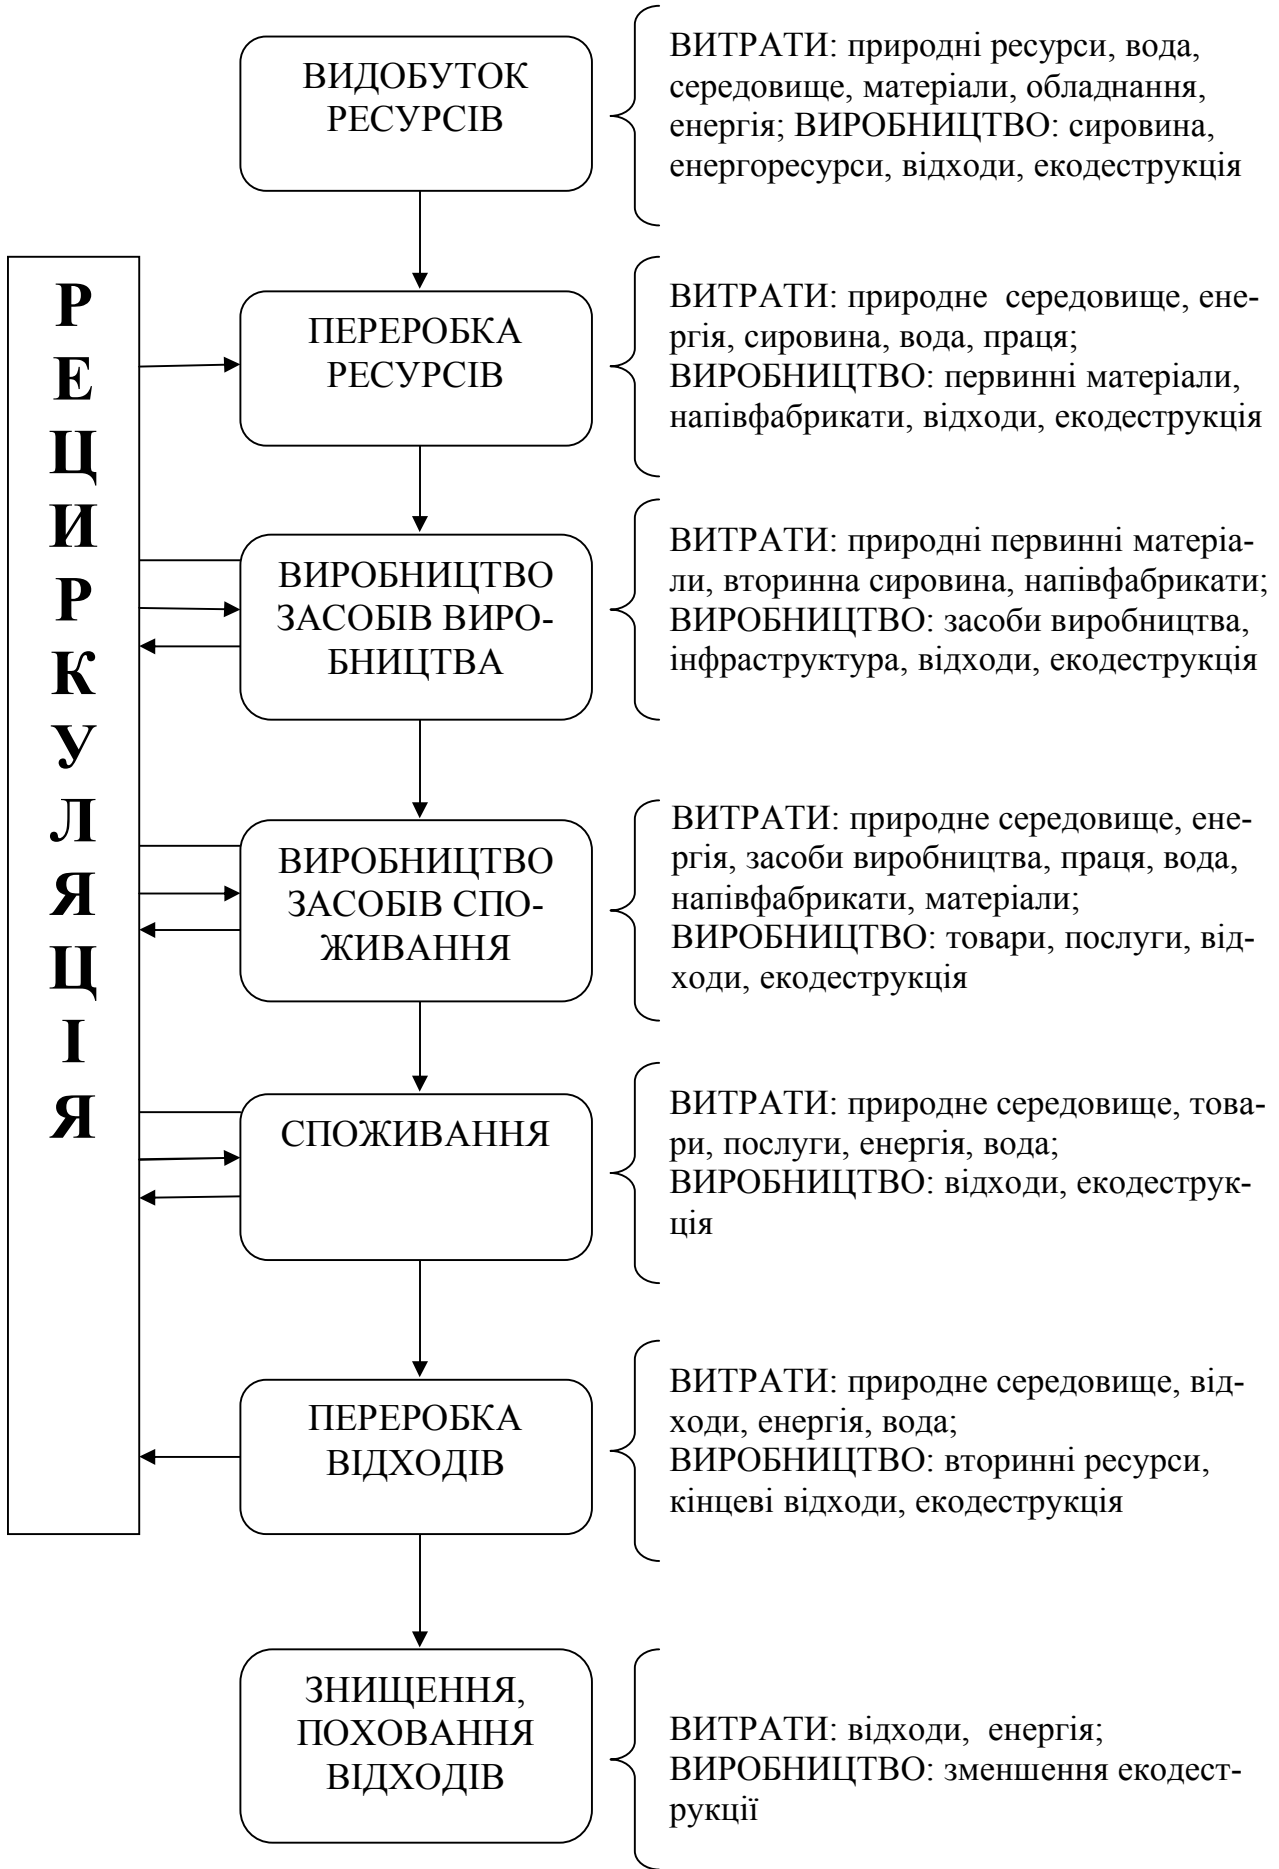 ВИДОБУТОК
РЕСУРСІВ
ВИТРАТИ: природні ресурси, вода,
середовище, матеріали, обладнання,
енергія; ВИРОБНИЦТВО: сировина,
енергоресурси, відходи, екодеструкція
Р
Е
Ц
И
Р
К
У
Л
Я
Ц
І
Я
ПЕРЕРОБКА
РЕСУРСІВ
ВИТРАТИ: природне середовище, ене-
ргія, сировина, вода, праця;
ВИРОБНИЦТВО: первинні матеріали,
напівфабрикати, відходи, екодеструкція
ВИРОБНИЦТВО
ЗАСОБІВ ВИРО-
БНИЦТВА
ВИТРАТИ: природні первинні матеріа-
ли, вторинна сировина, напівфабрикати;
ВИРОБНИЦТВО: засоби виробництва,
інфраструктура, відходи, екодеструкція
ВИРОБНИЦТВО
ЗАСОБІВ СПО-
ЖИВАННЯ
ВИТРАТИ: природне середовище, ене-
ргія, засоби виробництва, праця, вода,
напівфабрикати, матеріали;
ВИРОБНИЦТВО: товари, послуги, від-
ходи, екодеструкція
СПОЖИВАННЯ
ВИТРАТИ: природне середовище, това-
ри, послуги, енергія, вода;
ВИРОБНИЦТВО: відходи, екодеструк-
ція
ПЕРЕРОБКА
ВІДХОДІВ
ВИТРАТИ: природне середовище, від-
ходи, енергія, вода;
ВИРОБНИЦТВО: вторинні ресурси,
кінцеві відходи, екодеструкція
ЗНИЩЕННЯ,
ПОХОВАННЯ
ВІДХОДІВ
ВИТРАТИ: відходи, енергія;
ВИРОБНИЦТВО: зменшення екодест-
рукції